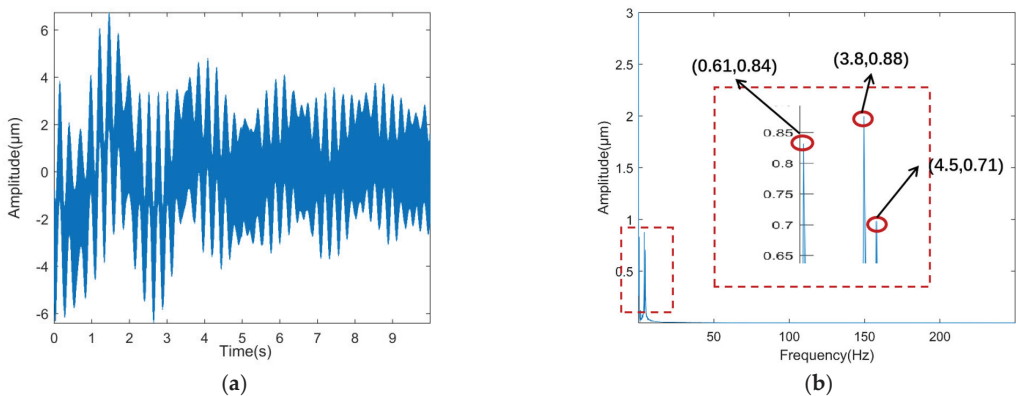 6
4
2
0
-2
-4
-6
Amplitude(μm)
0 1 2 3 4 5 6 7 8 9
Time(s)
(a)
3
2.5
2
1.5
1
0.5
Amplitude(μm)
(0.61,0.84)
(3.8,0.88)
(4.5,0.71)
0.85
0.8
0.75
0.7
0.65
50 100 150 200
Frequency(Hz)
(b)